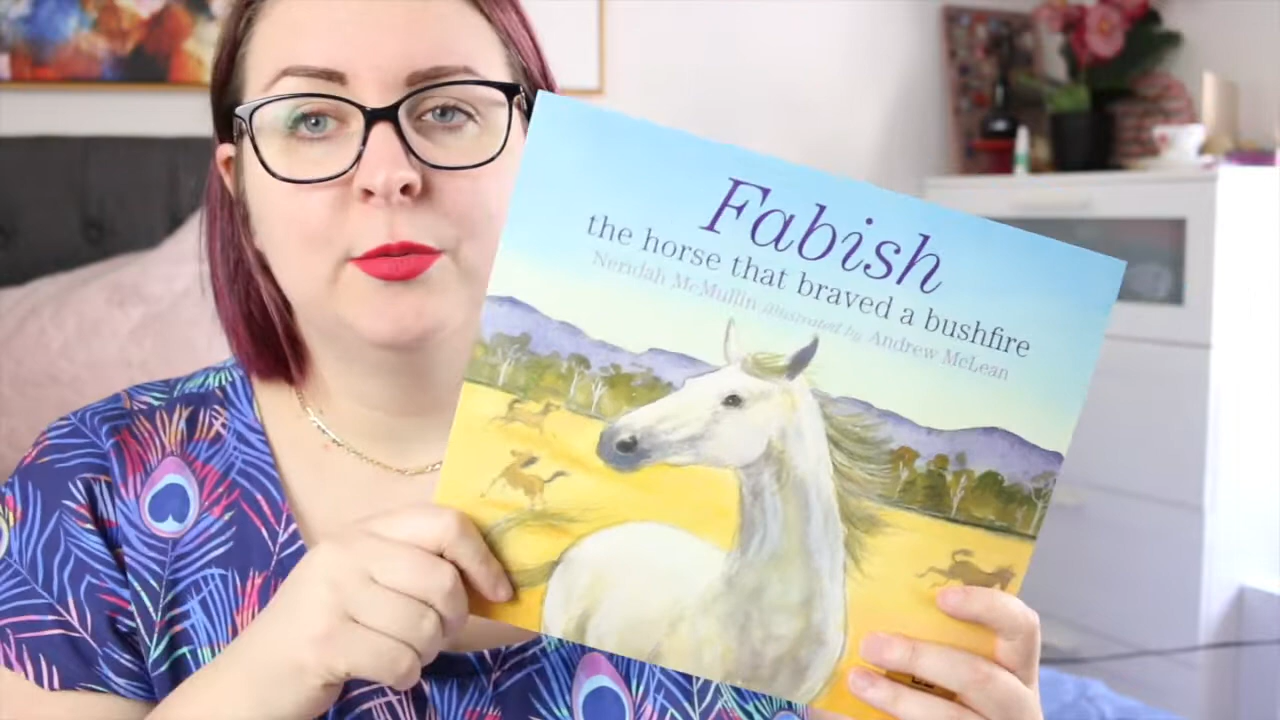 Fabish
the horse that braved a bushfire
Neridah McMullin illustrated by Andrew McLean